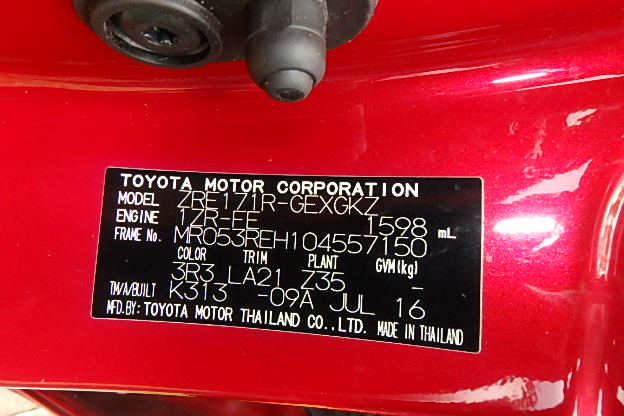 TOYOTA MOTOR CORPORATION
MODEL ZRE171R-GEXGKZ
ENGINE 1ZR-FE 1598 mL
FRAME No. MR053REH104557150
COLOR TRIM PLANT GVM(kg)
3R3 LA21 Z35 -
TM/A/BUILT K313 -09A JUL 16
MFD.BY: TOYOTA MOTOR THAILAND CO.,LTD. MADE IN THAILAND